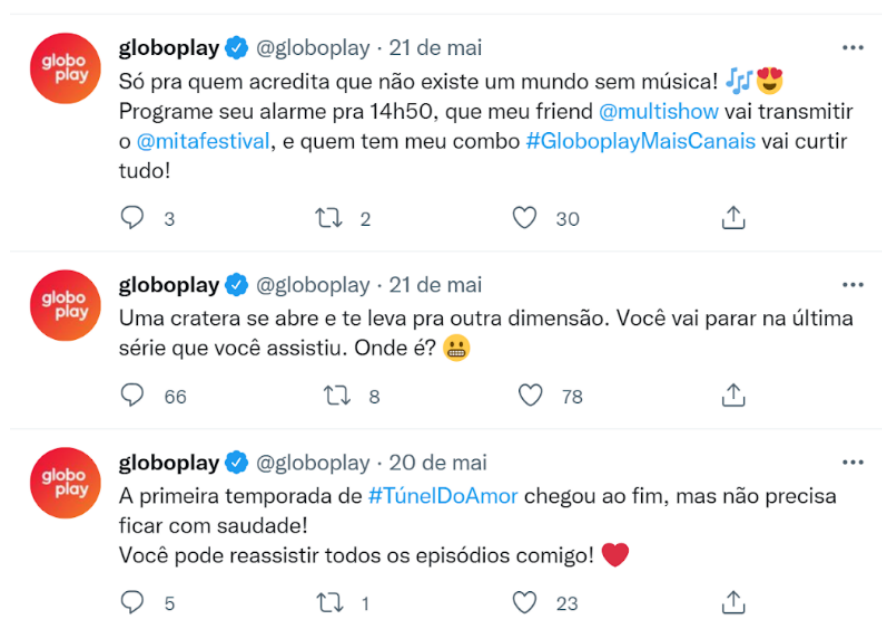 globo
play
globoplay @globoplay · 21 de mai
Só pra quem acredita que não existe um mundo sem música! 🎶😍
Programe seu alarme pra 14h50, que meu friend @multishow vai transmitir
o @mitafestival, e quem tem meu combo #GloboplayMaisCanais vai curtir
tudo!
3 2 30
globo
play
globoplay @globoplay · 21 de mai
Uma cratera se abre e te leva pra outra dimensão. Você vai parar na última
série que você assistiu. Onde é? 😬
66 8 78
globo
play
globoplay @globoplay · 20 de mai
A primeira temporada de #TúnelDoAmor chegou ao fim, mas não precisa
ficar com saudade!
Você pode reassistir todos os episódios comigo! ❤️
5 1 23